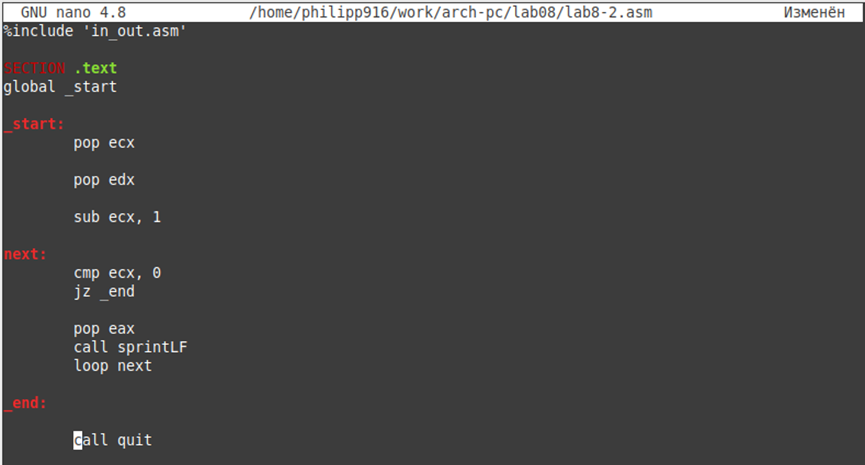 GNU nano 4.8 /home/philipp916/work/arch-pc/lab08/lab8-2.asm Изменён
%include 'in_out.asm'
SECTION .text
global _start
_start:
pop ecx
pop edx
sub ecx, 1
next:
cmp ecx, 0
jz _end
pop eax
call sprintLF
loop next
_end:
call quit